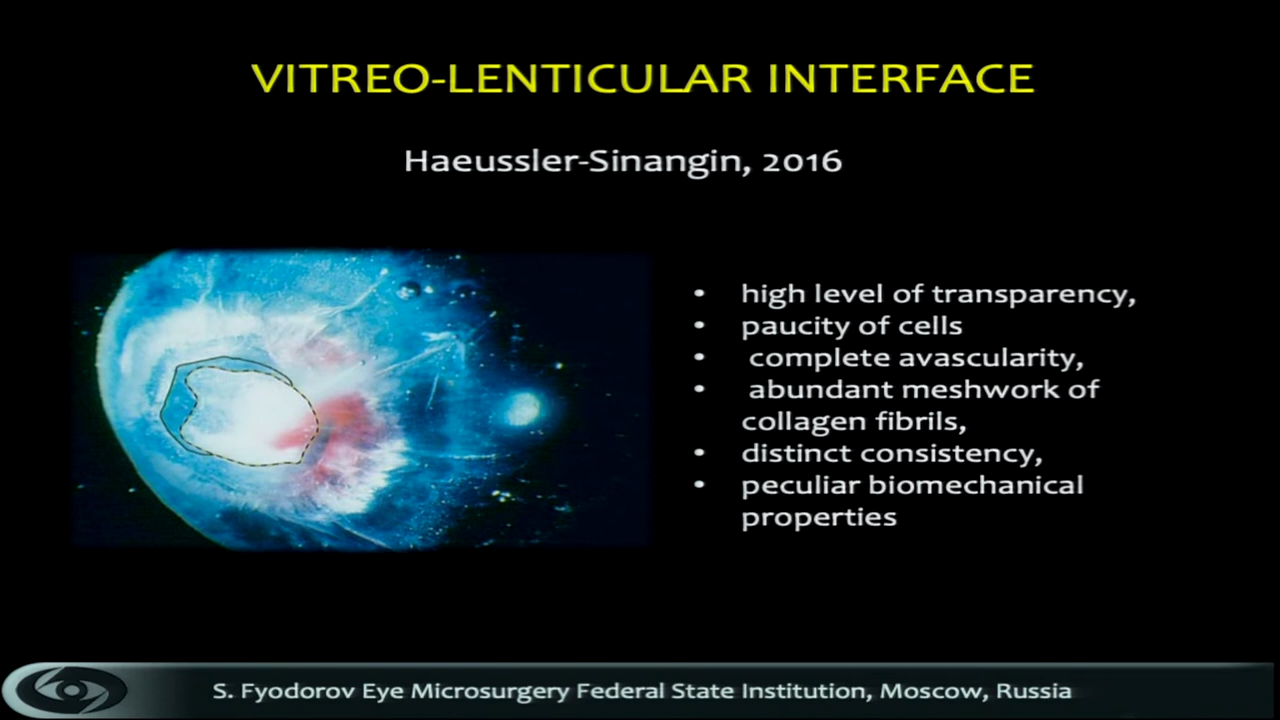 VITREO-LENTICULAR INTERFACE
Haeussler-Sinangin, 2016
• high level of transparency,
• paucity of cells
• complete avascularity,
• abundant meshwork of
collagen fibrils,
• distinct consistency,
• peculiar biomechanical
properties
S. Fyodorov Eye Microsurgery Federal State Institution, Moscow, Russia